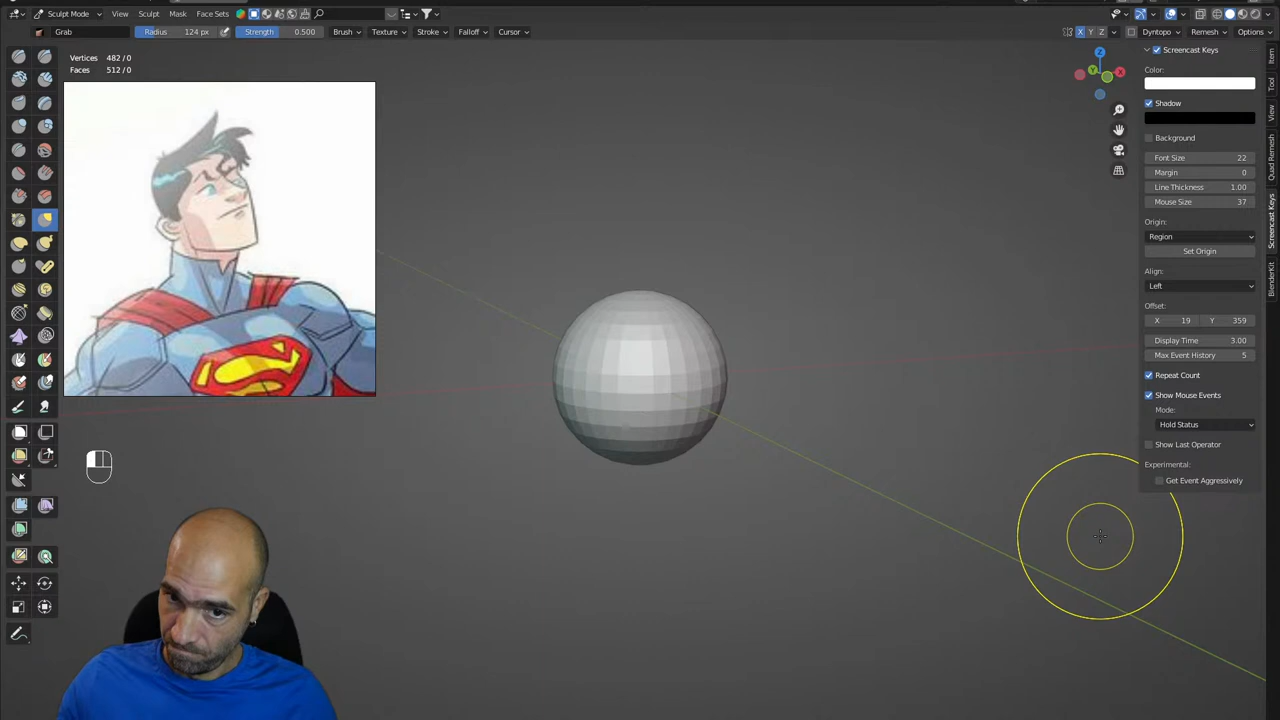 Sculpt Mode View Sculpt Mask Face Sets
Grab Radius 124 px Strength 0.500 Brush Texture Stroke Falloff Cursor X Y Z Dyntopo Remesh Options
Vertices 482 / 0
Faces 512 / 0
Z
Y
X
S
Screencast Keys
Color:
Shadow
Background
Font Size 22
Margin 0
Line Thickness 1.00
Mouse Size 37
Origin:
Region
Set Origin
Align:
Left
Offset:
X 19 Y 359
Display Time 3.00
Max Event History 5
Repeat Count
Show Mouse Events
Mode:
Hold Status
Show Last Operator
Experimental:
Get Event Aggressively
Item
Tool
View
Quad Remesh
Screencast Keys
BlenderKit